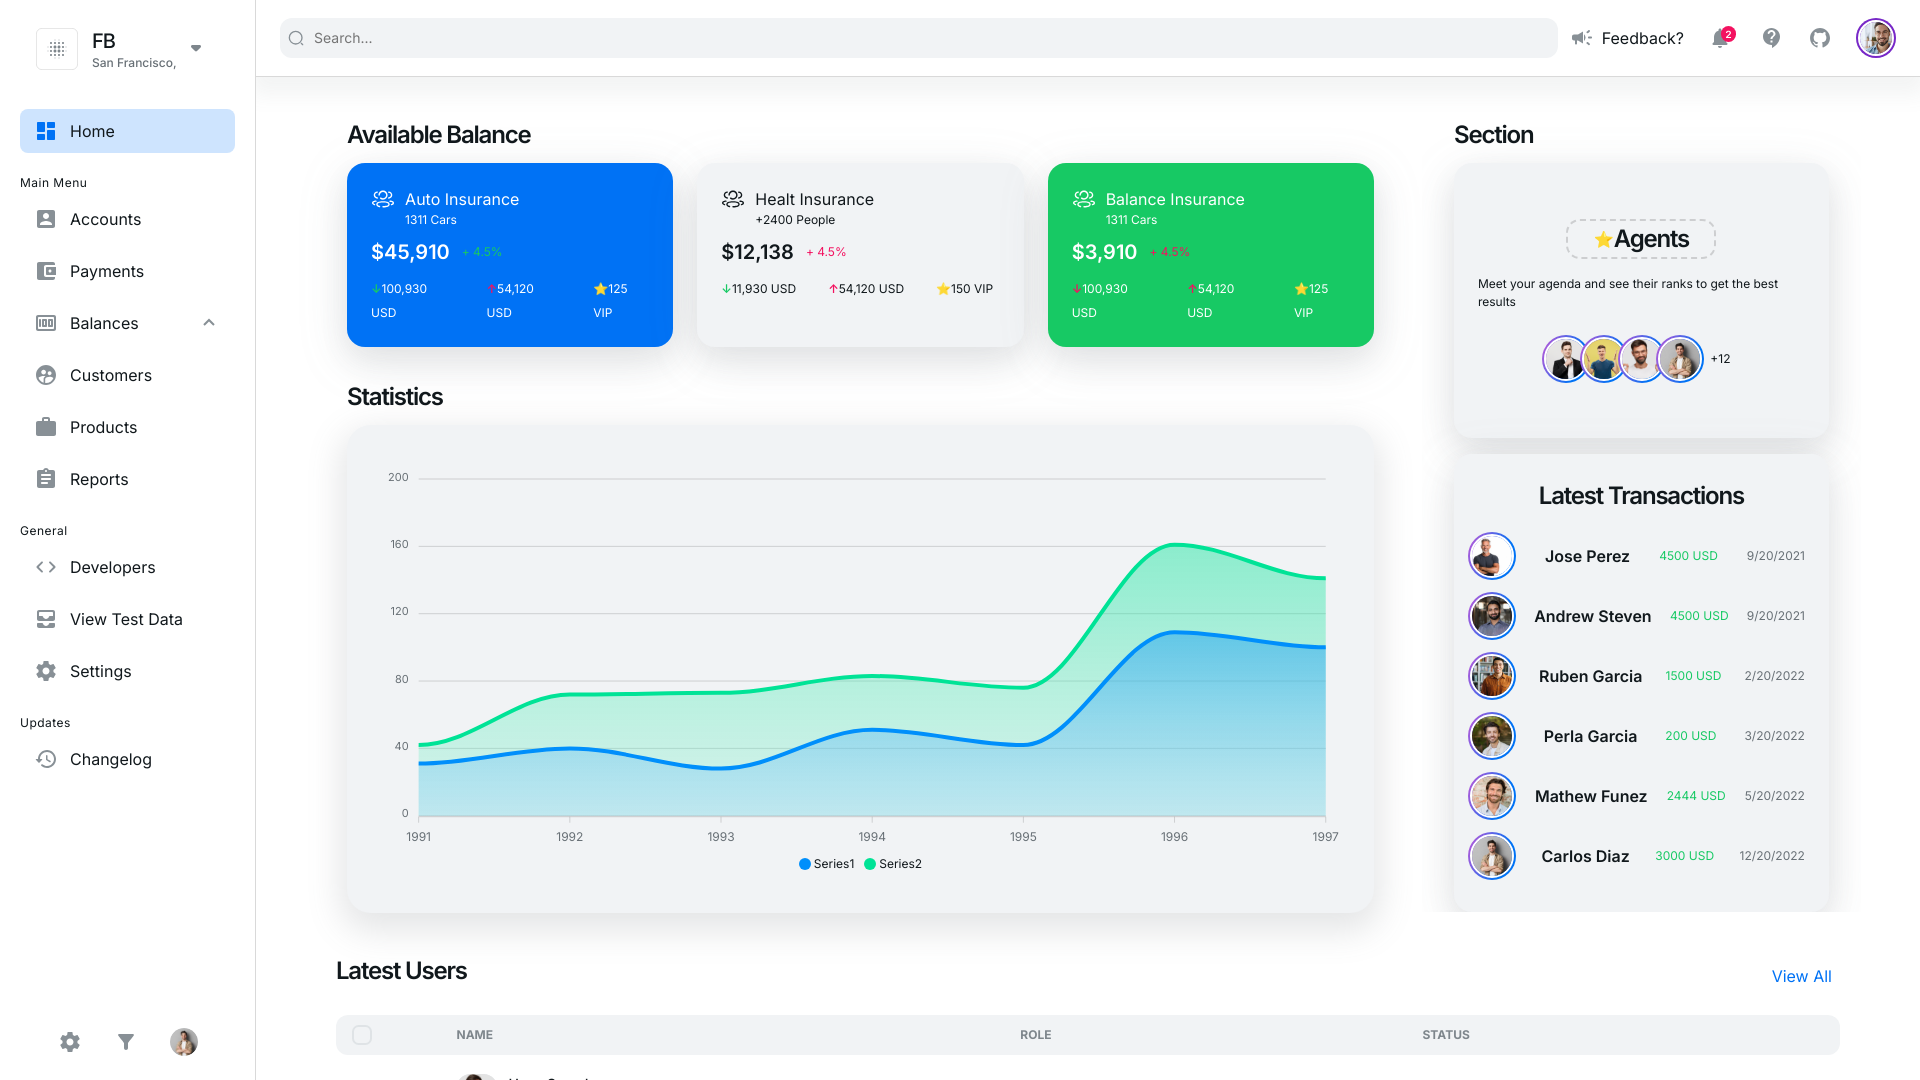 FB
San Francisco,
Home
Main Menu
Accounts
Payments
Balances
Customers
Products
Reports
General
Developers
View Test Data
Settings
Updates
Changelog
Search...
Feedback?
2
Available Balance
Auto Insurance
1311 Cars
$45,910 + 4.5%
↓100,930 USD ↑54,120 USD ⭐125 VIP
Healt Insurance
+2400 People
$12,138 + 4.5%
↓11,930 USD ↑54,120 USD ⭐150 VIP
Balance Insurance
1311 Cars
$3,910 + 4.5%
↓100,930 USD ↑54,120 USD ⭐125 VIP
Statistics
200
160
120
80
40
0
1991 1992 1993 1994 1995 1996 1997
Series1 Series2
Section
⭐Agents
Meet your agenda and see their ranks to get the best
results
+12
Latest Transactions
Jose Perez 4500 USD 9/20/2021
Andrew Steven 4500 USD 9/20/2021
Ruben Garcia 1500 USD 2/20/2022
Perla Garcia 200 USD 3/20/2022
Mathew Funez 2444 USD 5/20/2022
Carlos Diaz 3000 USD 12/20/2022
Latest Users
View All
NAME ROLE STATUS